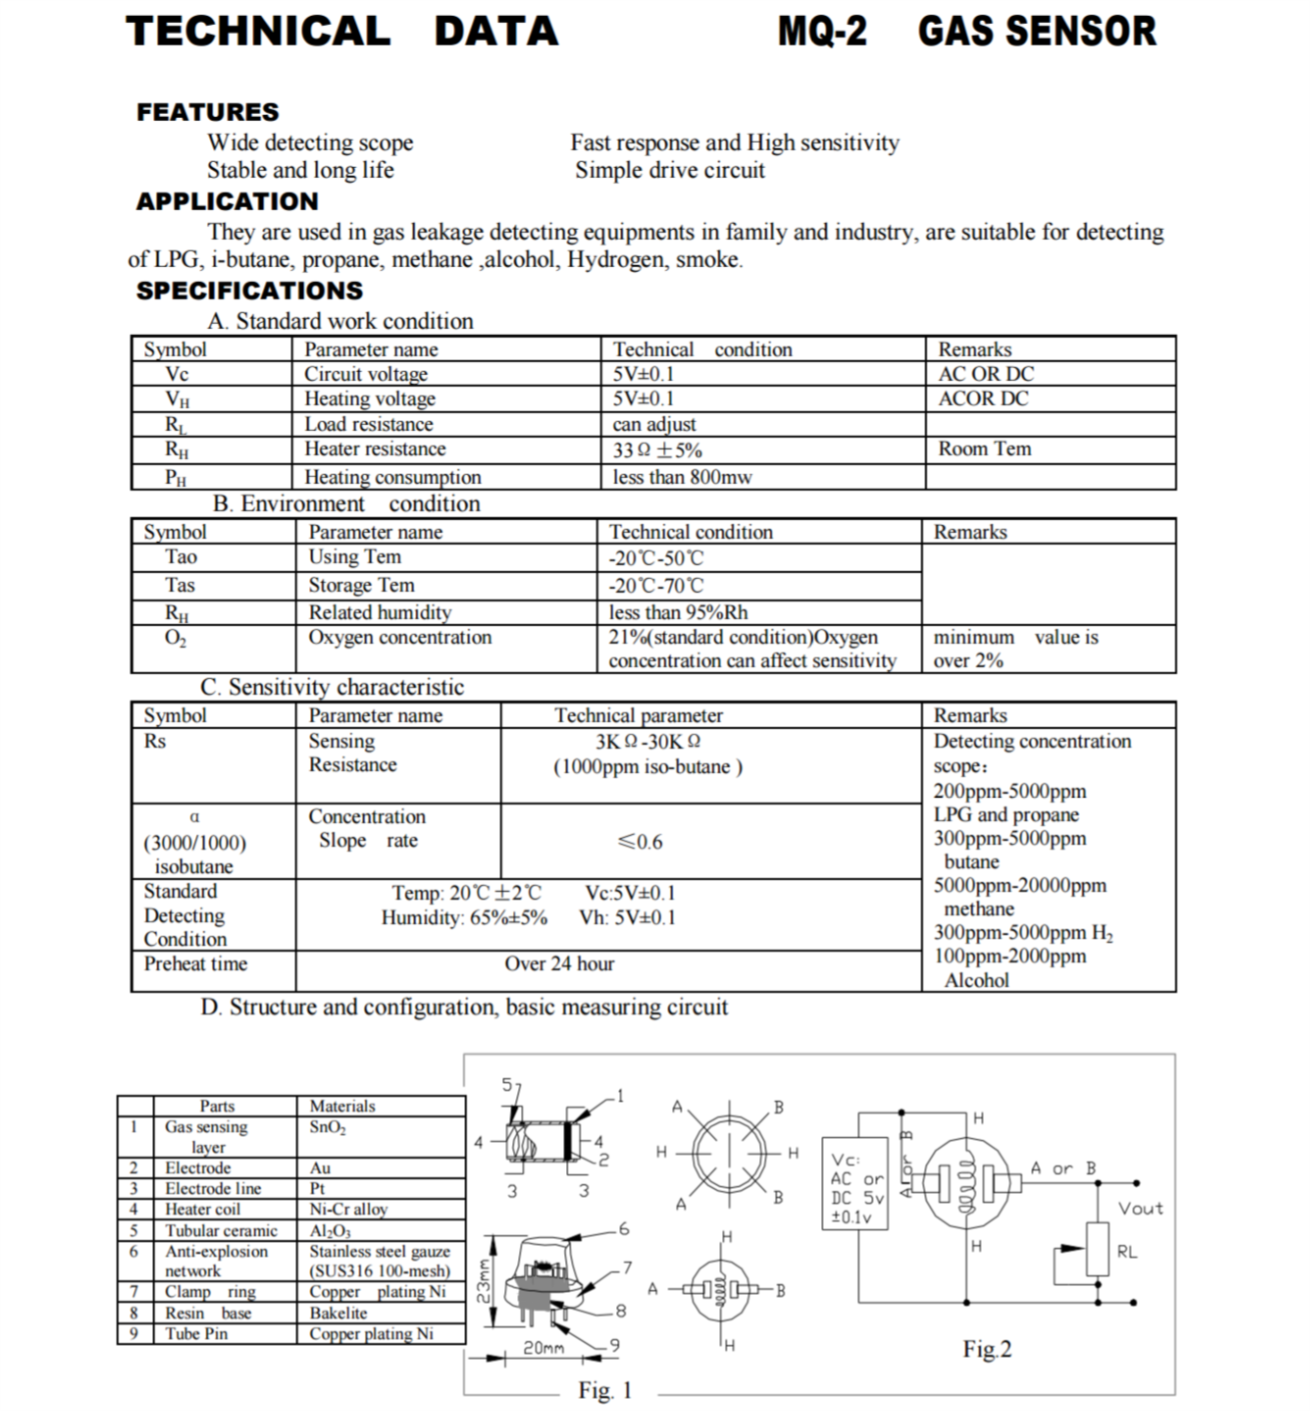 TECHNICAL DATA MQ-2 GAS SENSOR
FEATURES
Wide detecting scope Fast response and High sensitivity
Stable and long life Simple drive circuit
APPLICATION
They are used in gas leakage detecting equipments in family and industry, are suitable for detecting
of LPG, i-butane, propane, methane ,alcohol, Hydrogen, smoke.
SPECIFICATIONS
A. Standard work condition
Symbol Parameter name Technical condition Remarks
Vc Circuit voltage 5V±0.1 AC OR DC
VH Heating voltage 5V±0.1 ACOR DC
RL Load resistance can adjust
RH Heater resistance 33Ω±5% Room Tem
PH Heating consumption less than 800mw
B. Environment condition
Symbol Parameter name Technical condition Remarks
Tao Using Tem -20℃-50℃
Tas Storage Tem -20℃-70℃
RH Related humidity less than 95%Rh
O2 Oxygen concentration 21%(standard condition)Oxygen minimum value is
concentration can affect sensitivity over 2%
C. Sensitivity characteristic
Symbol Parameter name Technical parameter Remarks
Rs Sensing 3KΩ-30KΩ Detecting concentration
Resistance (1000ppm iso-butane ) scope:
200ppm-5000ppm
α Concentration LPG and propane
(3000/1000) Slope rate ≤0.6 300ppm-5000ppm
isobutane butane
Standard Temp: 20℃±2℃ Vc:5V±0.1 5000ppm-20000ppm
Detecting Humidity: 65%±5% Vh: 5V±0.1 methane
Condition 300ppm-5000ppm H2
Preheat time Over 24 hour 100ppm-2000ppm
Alcohol
D. Structure and configuration, basic measuring circuit
Parts Materials
1 Gas sensing SnO2
layer
2 Electrode Au
3 Electrode line Pt
4 Heater coil Ni-Cr alloy
5 Tubular ceramic Al2O3
6 Anti-explosion Stainless steel gauze
network (SUS316 100-mesh)
7 Clamp ring Copper plating Ni
8 Resin base Bakelite
9 Tube Pin Copper plating Ni
5
1
4
4
2
3 3
6
7
8
9
23mm
20mm
Fig. 1
A B
H H
A B
H
A B
H
Vc:
AC or
DC 5v
±0.1v
A or B
H
A or B
H
Vout
RL
Fig.2